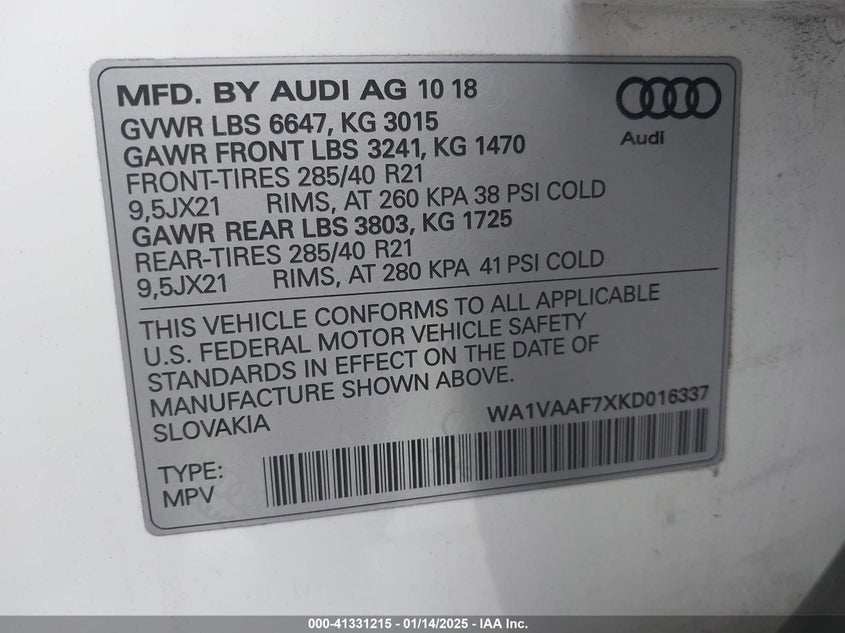 MFD. BY AUDI AG 10 18
Audi
GVWR LBS 6647, KG 3015
GAWR FRONT LBS 3241, KG 1470
FRONT-TIRES 285/40 R21
9,5JX21 RIMS, AT 260 KPA 38 PSI COLD
GAWR REAR LBS 3803, KG 1725
REAR-TIRES 285/40 R21
9,5JX21 RIMS, AT 280 KPA 41 PSI COLD
THIS VEHICLE CONFORMS TO ALL APPLICABLE
U.S. FEDERAL MOTOR VEHICLE SAFETY
STANDARDS IN EFFECT ON THE DATE OF
MANUFACTURE SHOWN ABOVE.
SLOVAKIA
WA1VAAF7XKD016337
TYPE:
MPV
000-41331215 - 01/14/2025 - IAA Inc.